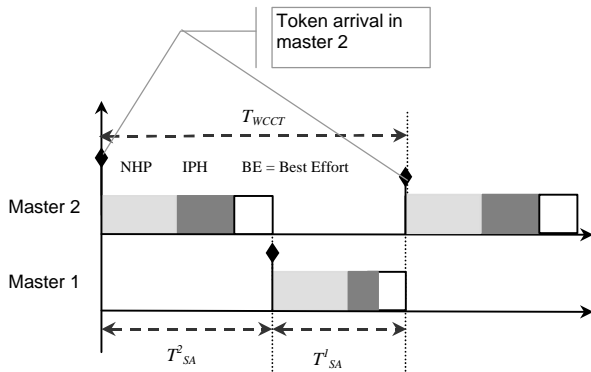 Token arrival in
master 2
T_WCCT
NHP IPH BE = Best Effort
Master 2
Master 1
T²_SA T¹_SA